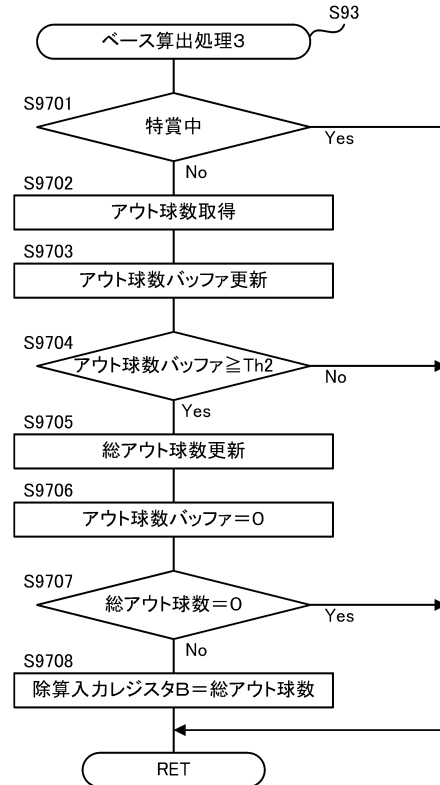 S93
ベース算出処理3
S9701
特賞中
Yes
No
S9702
アウト球数取得
S9703
アウト球数バッファ更新
S9704
アウト球数バッファ≧Th2
No
Yes
S9705
総アウト球数更新
S9706
アウト球数バッファ=0
S9707
総アウト球数=0
Yes
No
S9708
除算入力レジスタB=総アウト球数
RET